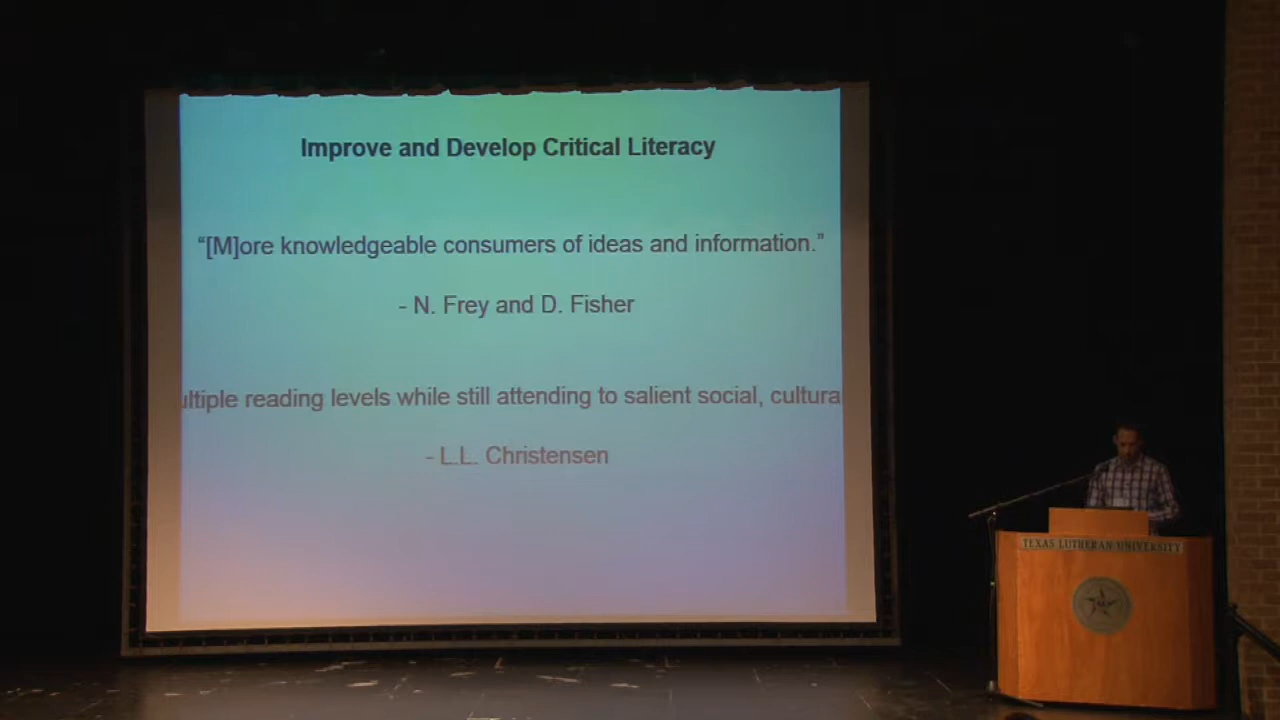 Improve and Develop Critical Literacy
“[M]ore knowledgeable consumers of ideas and information.”
- N. Frey and D. Fisher
ultiple reading levels while still attending to salient social, cultura
- L.L. Christensen
TEXAS LUTHERAN UNIVERSITY